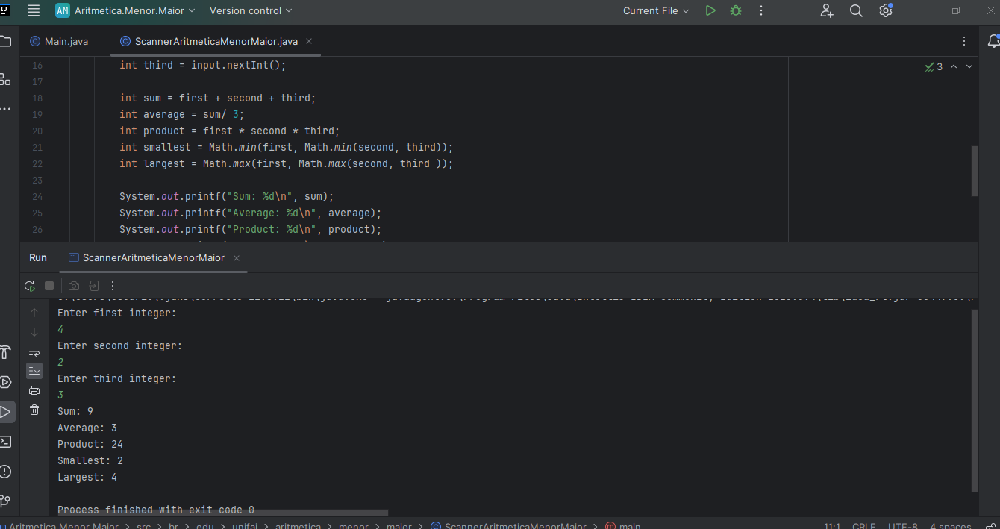 AM Aritmetica.Menor.Maior Version control Current File
Main.java ScannerAritmeticaMenorMaior.java
16 int third = input.nextInt();
17
18 int sum = first + second + third;
19 int average = sum/ 3;
20 int product = first * second * third;
21 int smallest = Math.min(first, Math.min(second, third));
22 int largest = Math.max(first, Math.max(second, third ));
23
24 System.out.printf("Sum: %d\n", sum);
25 System.out.printf("Average: %d\n", average);
26 System.out.printf("Product: %d\n", product);
3
Run ScannerAritmeticaMenorMaior
Enter first integer:
4
Enter second integer:
2
Enter third integer:
3
Sum: 9
Average: 3
Product: 24
Smallest: 2
Largest: 4
Process finished with exit code 0
Aritmetica.Menor.Maior > src > br > edu > unifai > aritmetica > menor > maior > ScannerAritmeticaMenorMaior > main 11:1 CRLF UTF-8 4 spaces